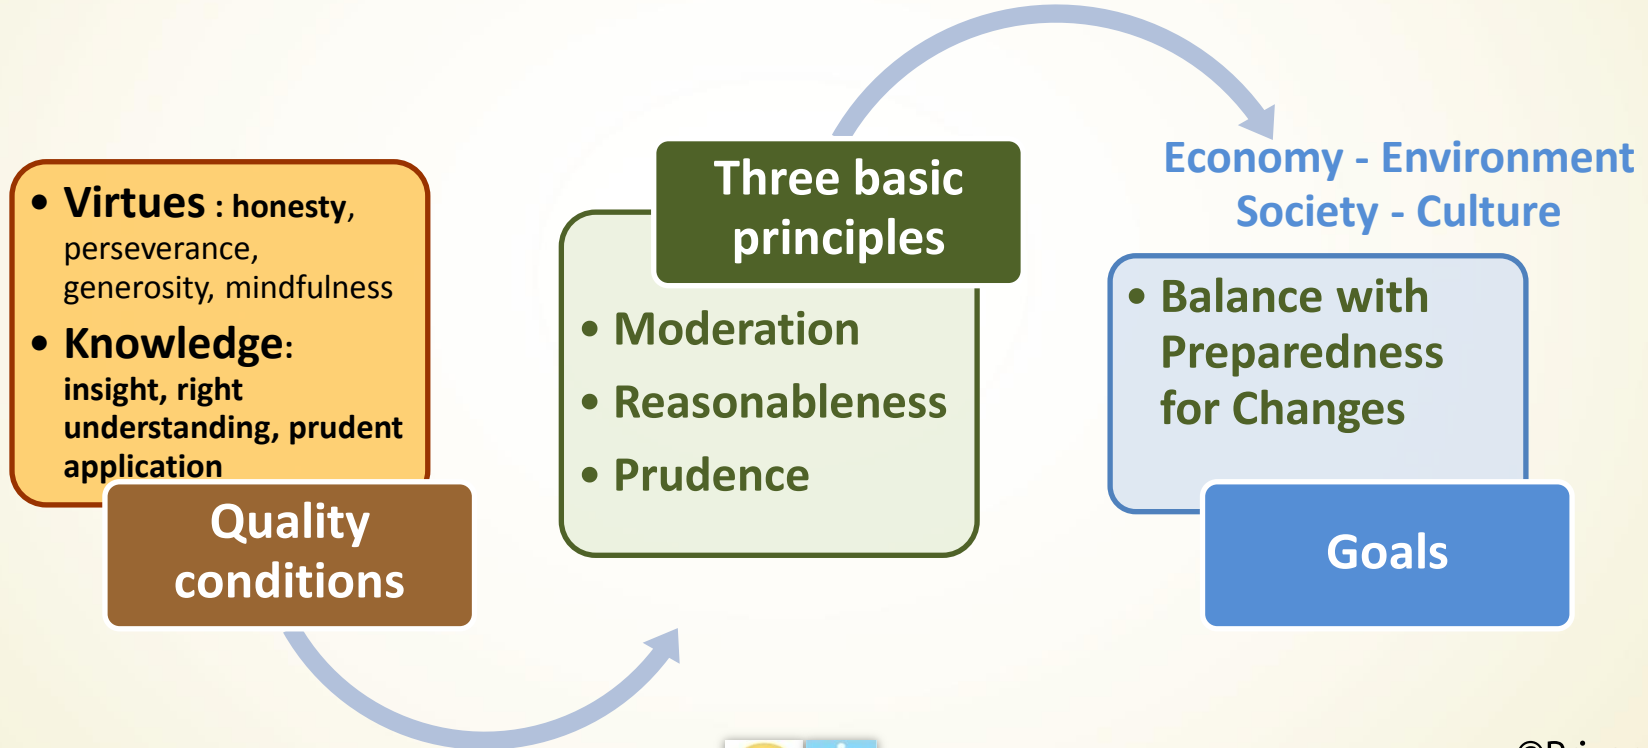 • Virtues : honesty,
perseverance,
generosity, mindfulness
• Knowledge:
insight, right
understanding, prudent
application
Quality
conditions
Three basic
principles
• Moderation
• Reasonableness
• Prudence
Economy - Environment
Society - Culture
• Balance with
Preparedness
for Changes
Goals